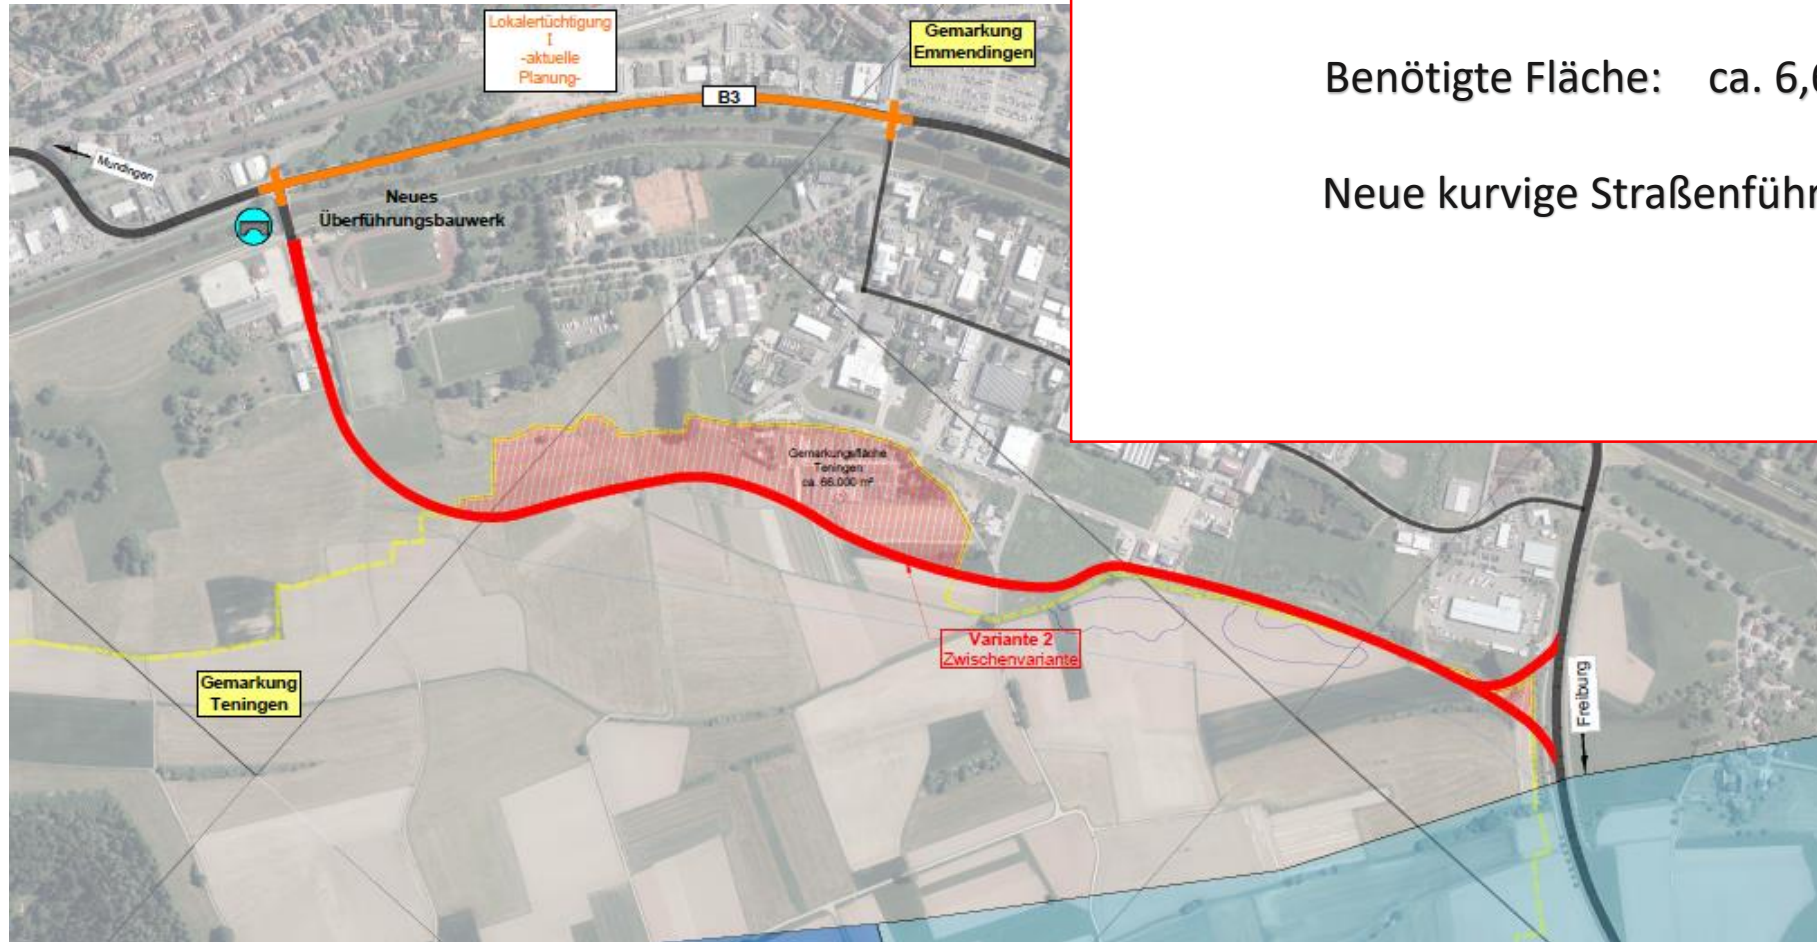 Lokalertüchtigung
I
-aktuelle
Planung-
Gemarkung
Emmendingen
Benötigte Fläche: ca. 6,6
B3
Mundingen
Neues
Überführungsbauwerk
Neue kurvige Straßenführ
Gemarkungsfläche
Teningen
ca. 66.000 m²
Variante 2
Zwischenvariante
Gemarkung
Teningen
Freiburg